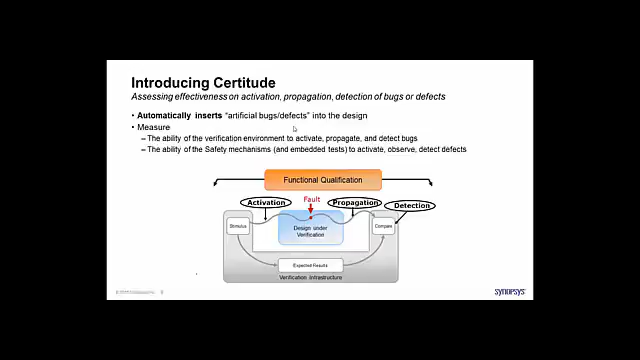 Introducing Certitude
Assessing effectiveness on activation, propagation, detection of bugs or defects
• Automatically inserts “artificial bugs/defects” into the design
• Measure
– The ability of the verification environment to activate, propagate, and detect bugs
– The ability of the Safety mechanisms (and embedded tests) to activate, observe, detect defects
Functional Qualification
Activation
Fault
Propagation
Detection
Stimulus
Design under
Verification
Compare
Expected Results
Verification Infrastructure
SYNOPSYS